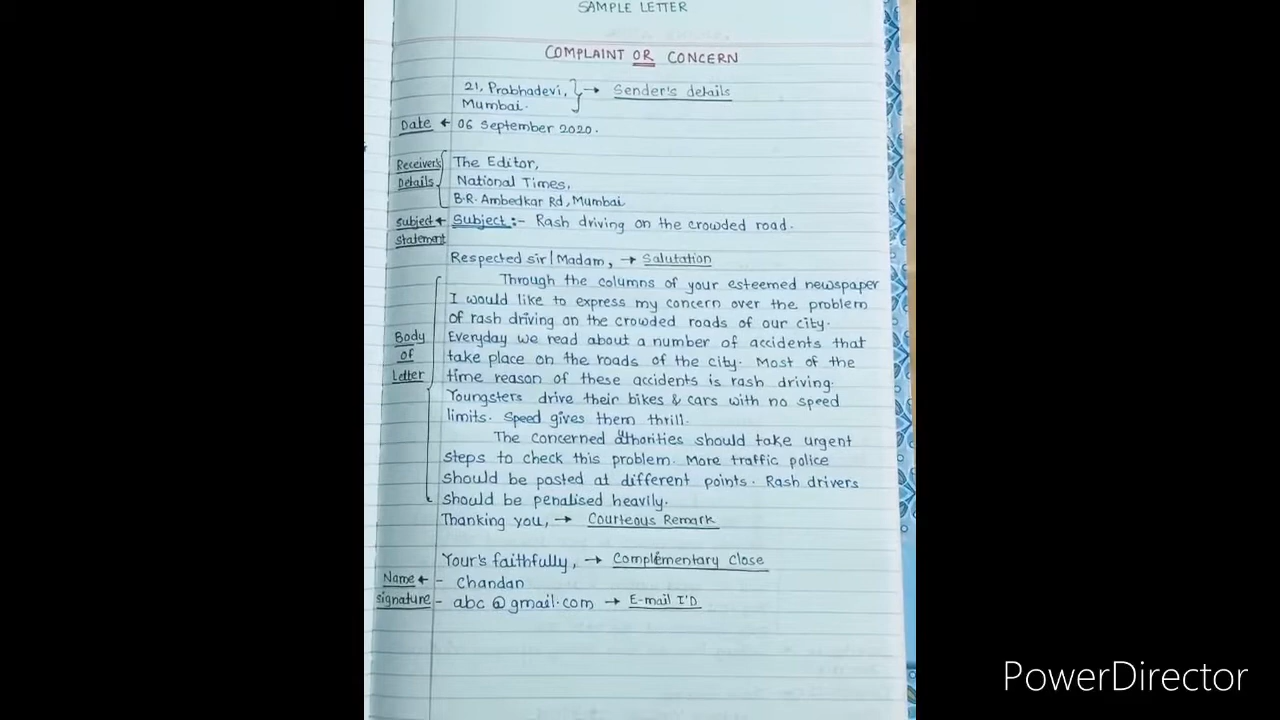 SAMPLE LETTER
COMPLAINT OR CONCERN
21, Prabhadevi, → Sender's details
Mumbai.
Date ← 06 September 2020.
Receiver's The Editor,
Details National Times,
B.R. Ambedkar Rd, Mumbai
Subject ← Subject :- Rash driving on the crowded road.
Statement
Respected sir/Madam, → Salutation
Through the columns of your esteemed newspaper
I would like to express my concern over the problem
of rash driving on the crowded roads of our city.
Body Everyday we read about a number of accidents that
of take place on the roads of the city. Most of the
Letter time reason of these accidents is rash driving.
Youngsters drive their bikes & cars with no speed
limits. Speed gives them thrill.
The concerned authorities should take urgent
steps to check this problem. More traffic police
should be posted at different points. Rash drivers
should be penalised heavily.
Thanking you, → Courteous Remark
Your's faithfully, → Complementary Close
Name ← - Chandan
signature - abc @gmail.com → E-mail I'D
PowerDirector